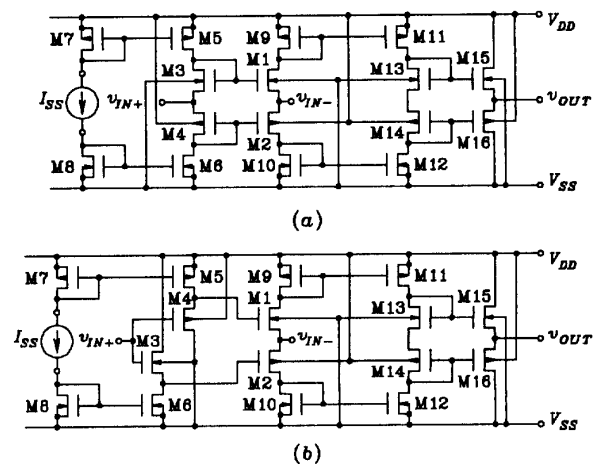 M7 M5 M9 M11 V_DD
M3 M1 M13 M15
I_SS v_IN+ v_IN- v_OUT
M4 M14 M16
M2
M8 M6 M10 M12
V_SS
(a)
M7 M5 M9 M11 V_DD
M4 M1 M13 M15
I_SS v_IN+ M3 v_IN- v_OUT
M2 M14 M16
M8 M6 M10 M12
V_SS
(b)